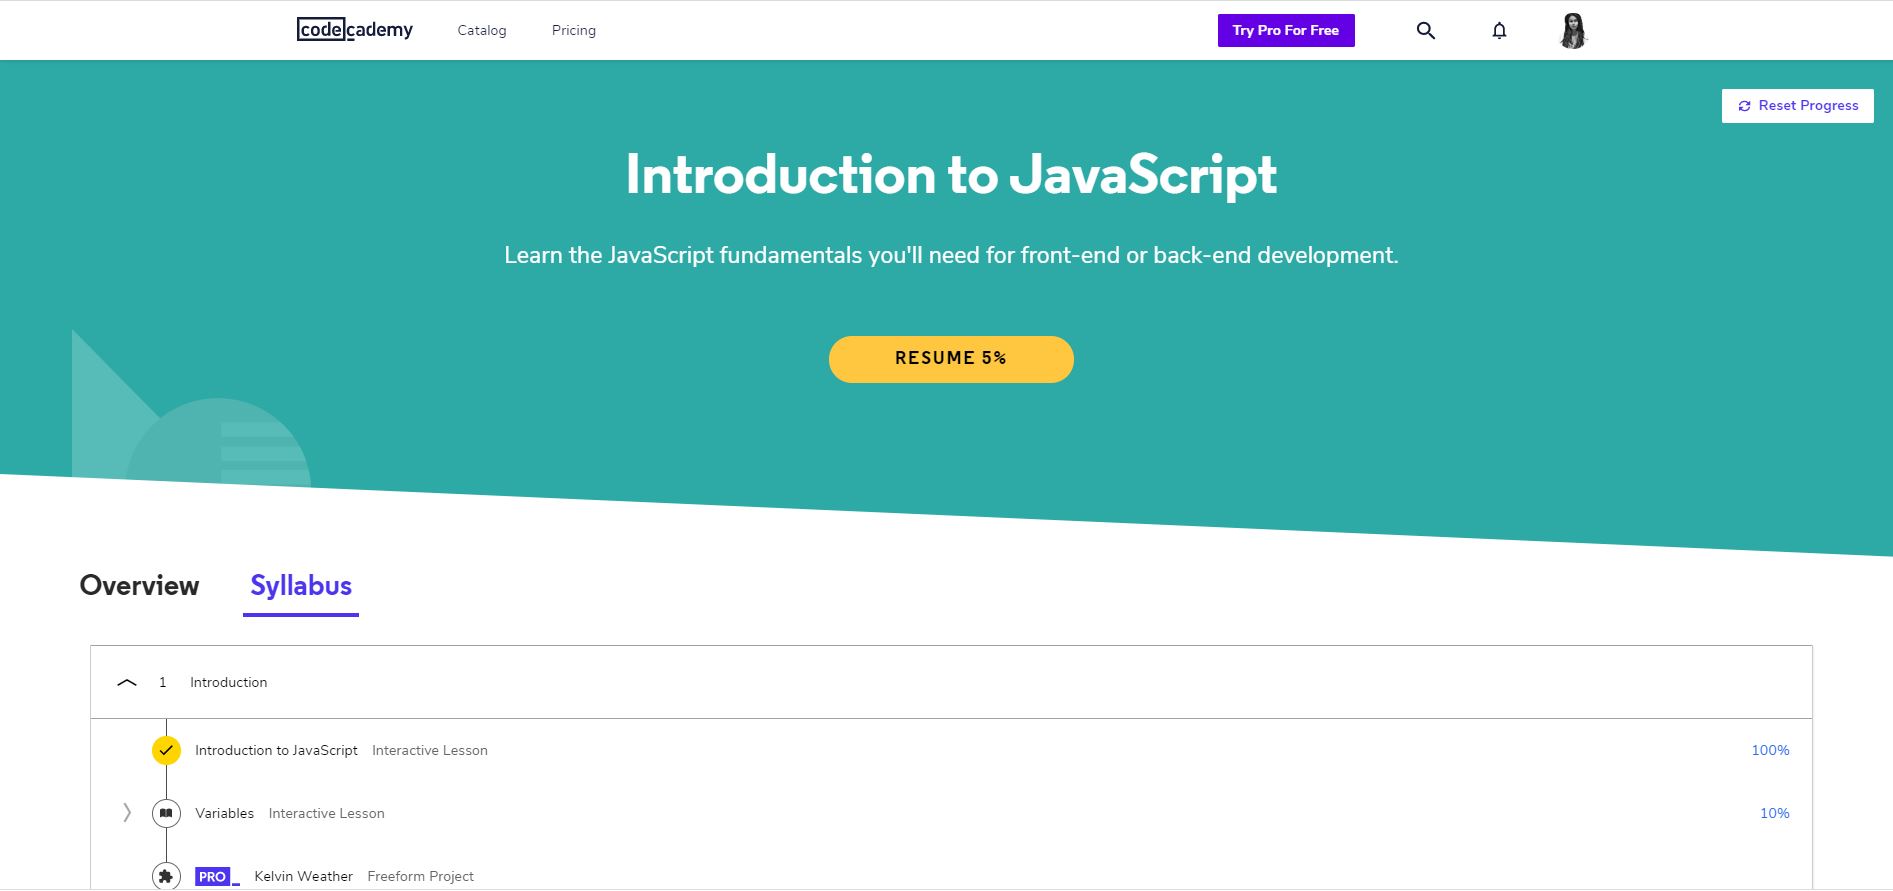 codecademy Catalog Pricing Try Pro For Free
Reset Progress
Introduction to JavaScript
Learn the JavaScript fundamentals you'll need for front-end or back-end development.
RESUME 5%
Overview Syllabus
1 Introduction
Introduction to JavaScript Interactive Lesson 100%
Variables Interactive Lesson 10%
PRO Kelvin Weather Freeform Project